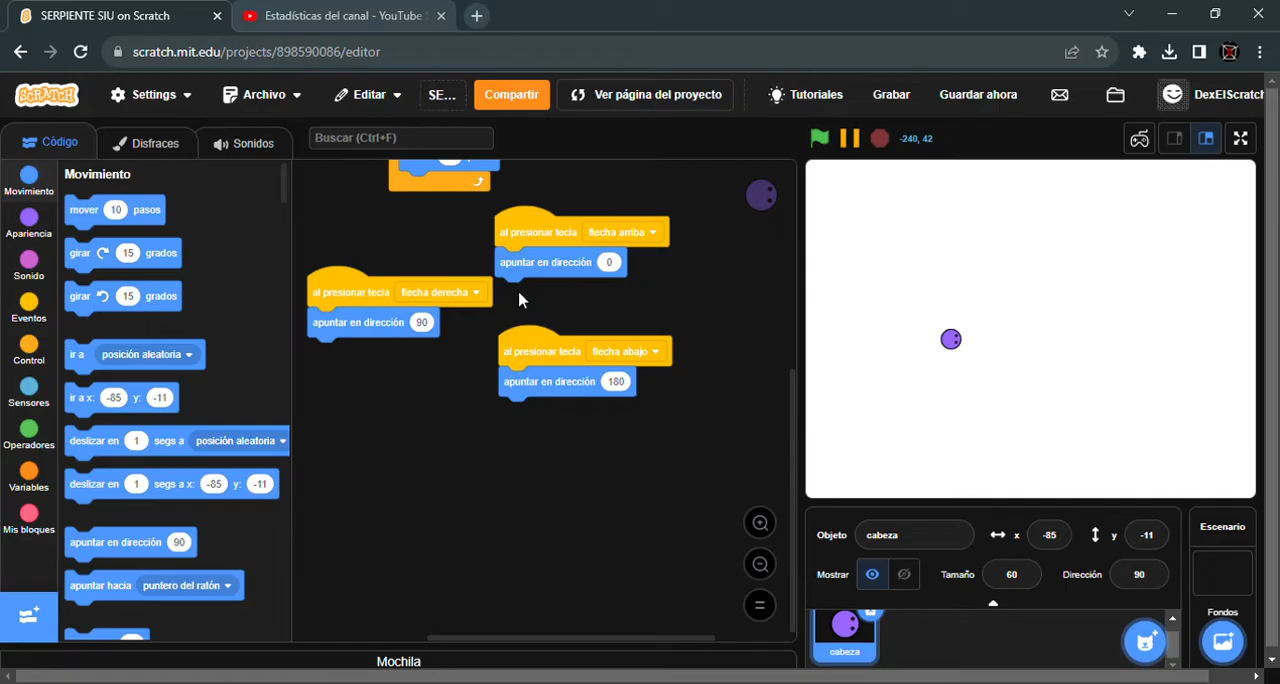 SERPIENTE SIU on Scratch
Estadísticas del canal - YouTube S
scratch.mit.edu/projects/898590086/editor
SCRATCH
Settings
Archivo
Editar
SE...
Compartir
Ver página del proyecto
Tutoriales
Grabar
Guardar ahora
DexElScratch
Código
Disfraces
Sonidos
Buscar (Ctrl+F)
-240, 42
Movimiento
Apariencia
Sonido
Eventos
Control
Sensores
Operadores
Variables
Mis bloques
Movimiento
mover 10 pasos
girar 15 grados
girar 15 grados
ir a posición aleatoria
ir a x: -85 y: -11
deslizar en 1 segs a posición aleatoria
deslizar en 1 segs a x: -85 y: -11
apuntar en dirección 90
apuntar hacia puntero del ratón
al presionar tecla flecha arriba
apuntar en dirección 0
al presionar tecla flecha derecha
apuntar en dirección 90
al presionar tecla flecha abajo
apuntar en dirección 180
Objeto cabeza x -85 y -11
Mostrar Tamaño 60 Dirección 90
cabeza
Escenario
Fondos
Mochila